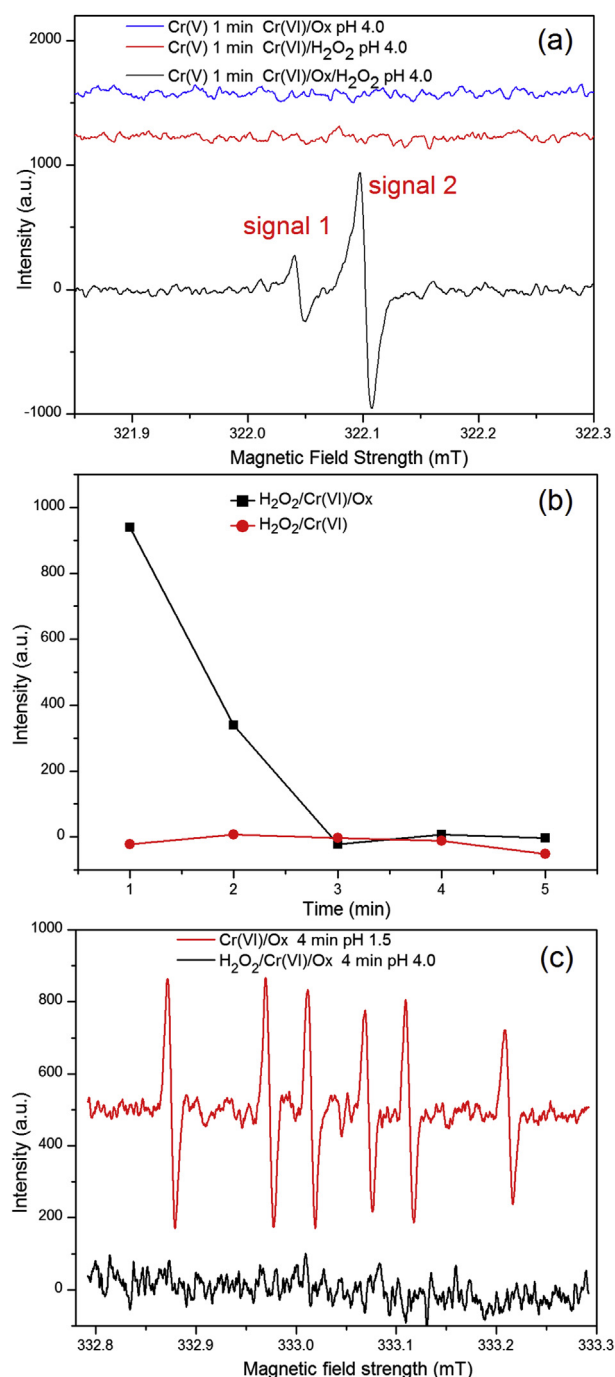 (a)
Cr(V) 1 min Cr(VI)/Ox pH 4.0
Cr(V) 1 min Cr(VI)/H₂O₂ pH 4.0
Cr(V) 1 min Cr(VI)/Ox/H₂O₂ pH 4.0
2000
1000
0
-1000
Intensity (a.u.)
signal 1
signal 2
321.9 322.0 322.1 322.2 322.3
Magnetic Field Strength (mT)
(b)
H₂O₂/Cr(VI)/Ox
H₂O₂/Cr(VI)
1000
800
600
400
200
0
Intensity (a.u.)
1 2 3 4 5
Time (min)
(c)
Cr(VI)/Ox 4 min pH 1.5
H₂O₂/Cr(VI)/Ox 4 min pH 4.0
1000
800
600
400
200
0
Intensity (a.u.)
332.8 332.9 333.0 333.1 333.2 333.3
Magnetic field strength (mT)